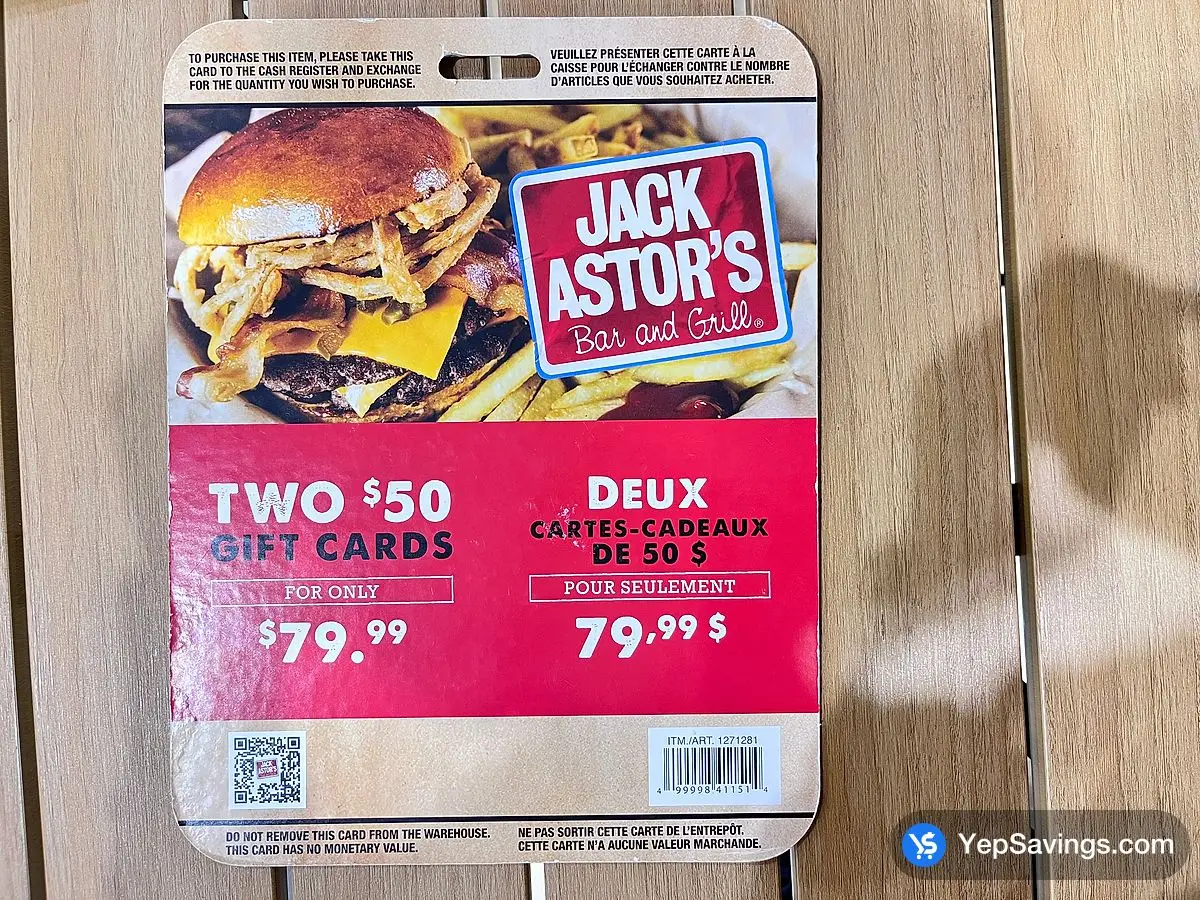 TO PURCHASE THIS ITEM, PLEASE TAKE THIS
CARD TO THE CASH REGISTER AND EXCHANGE
FOR THE QUANTITY YOU WISH TO PURCHASE.
VEUILLEZ PRÉSENTER CETTE CARTE À LA
CAISSE POUR L'ÉCHANGER CONTRE LE NOMBRE
D'ARTICLES QUE VOUS SOUHAITEZ ACHETER.
JACK
ASTOR'S
Bar and Grill®
TWO $50
GIFT CARDS
FOR ONLY
$79.99
DEUX
CARTES-CADEAUX
DE 50 $
POUR SEULEMENT
79,99 $
JACK
ASTOR'S
ITM./ART. 1271281
4 99998 41151 4
DO NOT REMOVE THIS CARD FROM THE WAREHOUSE.
THIS CARD HAS NO MONETARY VALUE.
NE PAS SORTIR CETTE CARTE DE L'ENTREPÔT.
CETTE CARTE N'A AUCUNE VALEUR MARCHANDE.
YepSavings.com